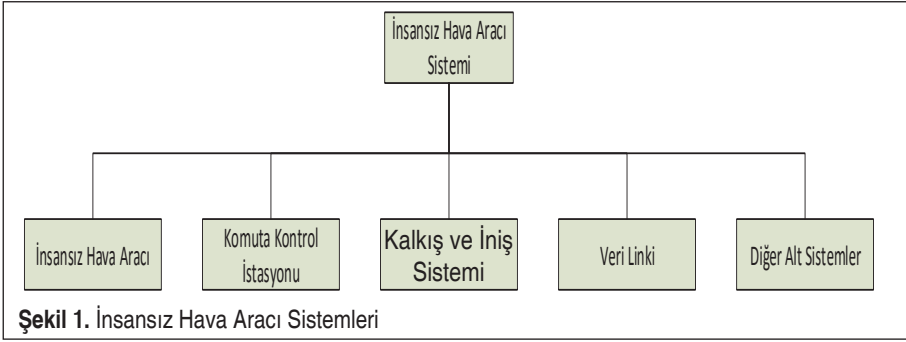 İnsansız Hava Aracı
Sistemi
İnsansız Hava Aracı
Komuta Kontrol
İstasyonu
Kalkış ve İniş
Sistemi
Veri Linki
Diğer Alt Sistemler
Şekil 1. İnsansız Hava Aracı Sistemleri